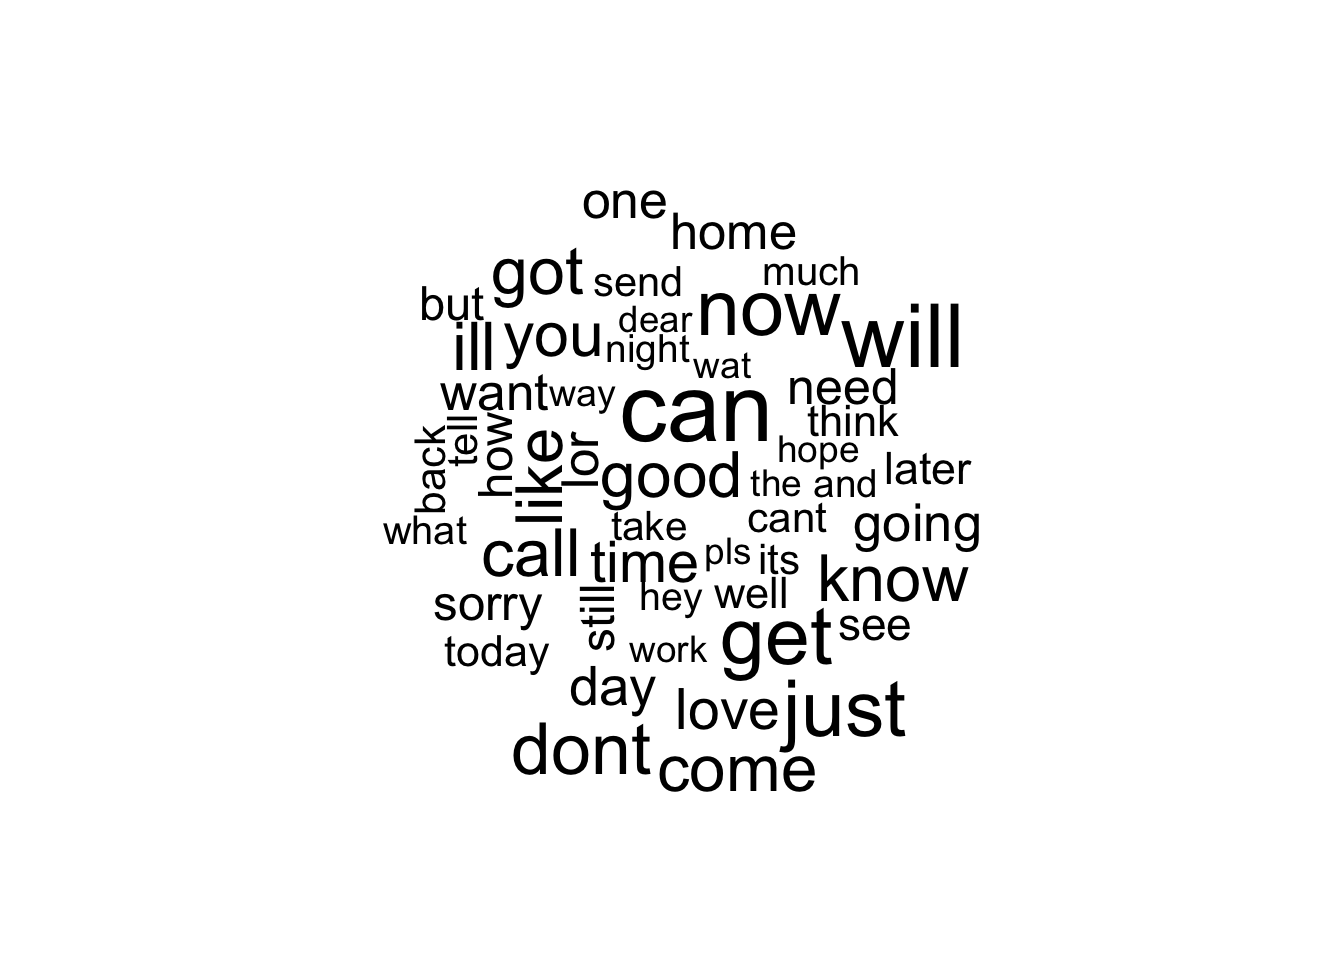 one
home
got send much
but dear now will
ill you night wat
want way can need
think
back tell how like lor good hope
the and later
what take cant going
call time pls its know
sorry still hey well
today work get see
day love just
dont come